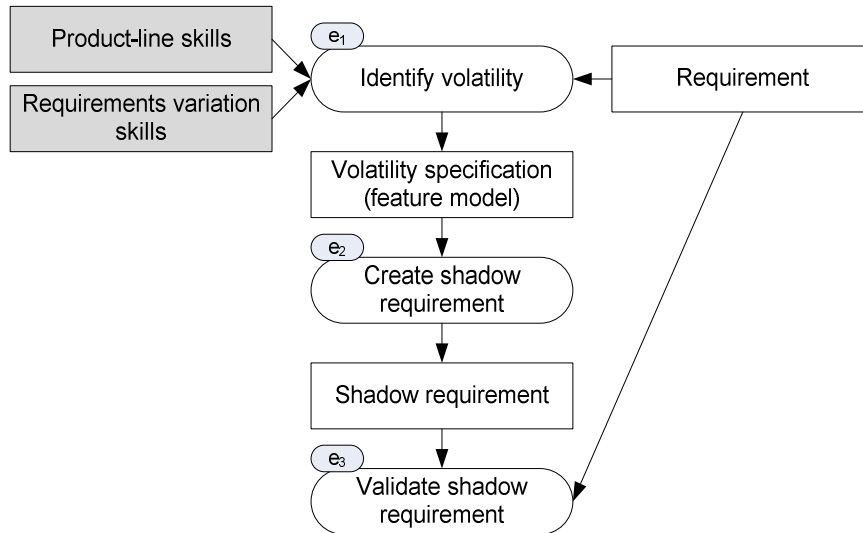 Product-line skills
Requirements variation
skills
e1
Identify volatility
Requirement
Volatility specification
(feature model)
e2
Create shadow
requirement
Shadow requirement
e3
Validate shadow
requirement